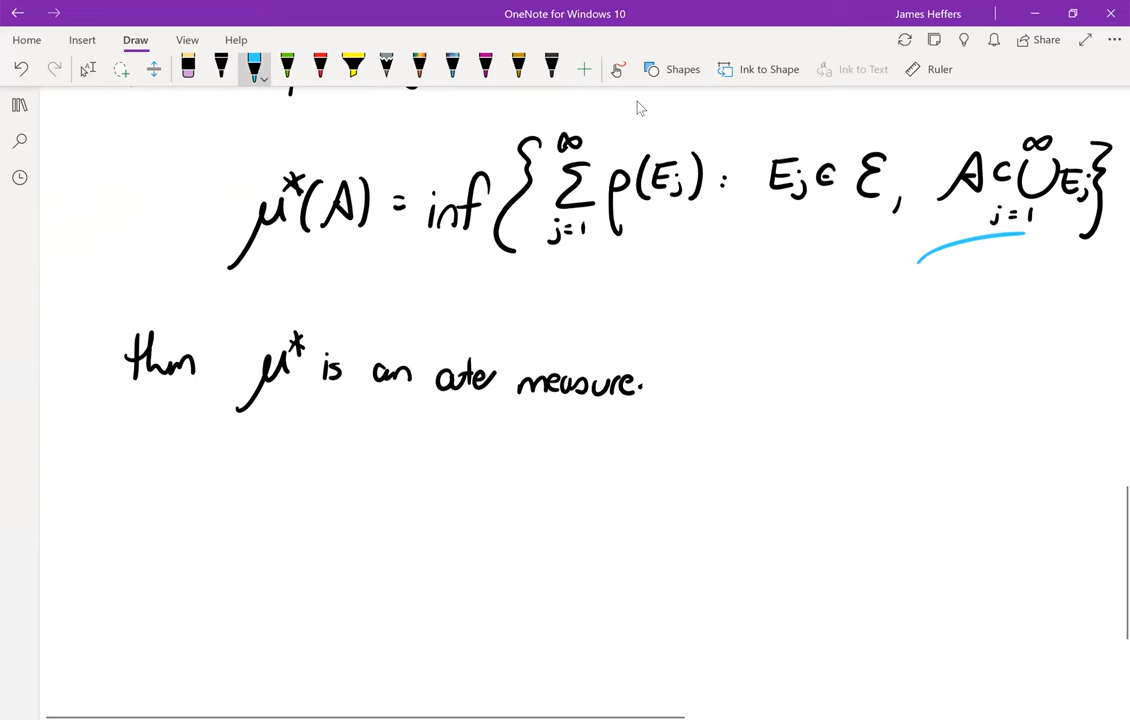 OneNote for Windows 10
James Heffers
Home Insert Draw View Help
Share
Shapes Ink to Shape Ink to Text Ruler
μ*(A) = inf { ∑_{j=1}^∞ ρ(E_j) : E_j ∈ ℰ, A ⊂ ⋃_{j=1}^∞ E_j }
then μ* is an outer measure.